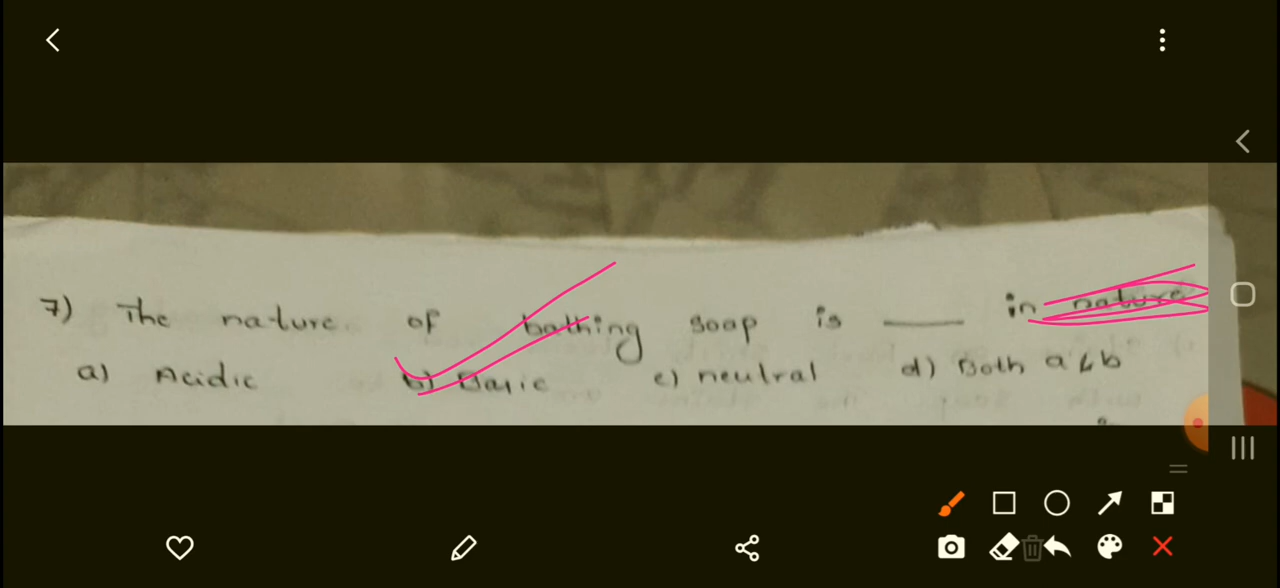 7) The nature of bathing soap is ___ in nature
a) Acidic b) Basic c) neutral d) Both a & b